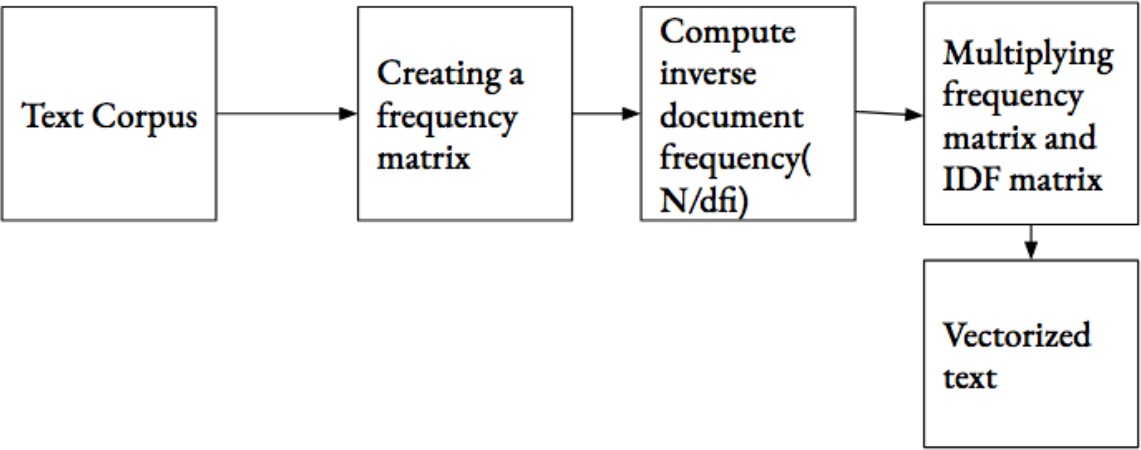 Text Corpus
Creating a
frequency
matrix
Compute
inverse
document
frequency(
N/dfi)
Multiplying
frequency
matrix and
IDF matrix
Vectorized
text